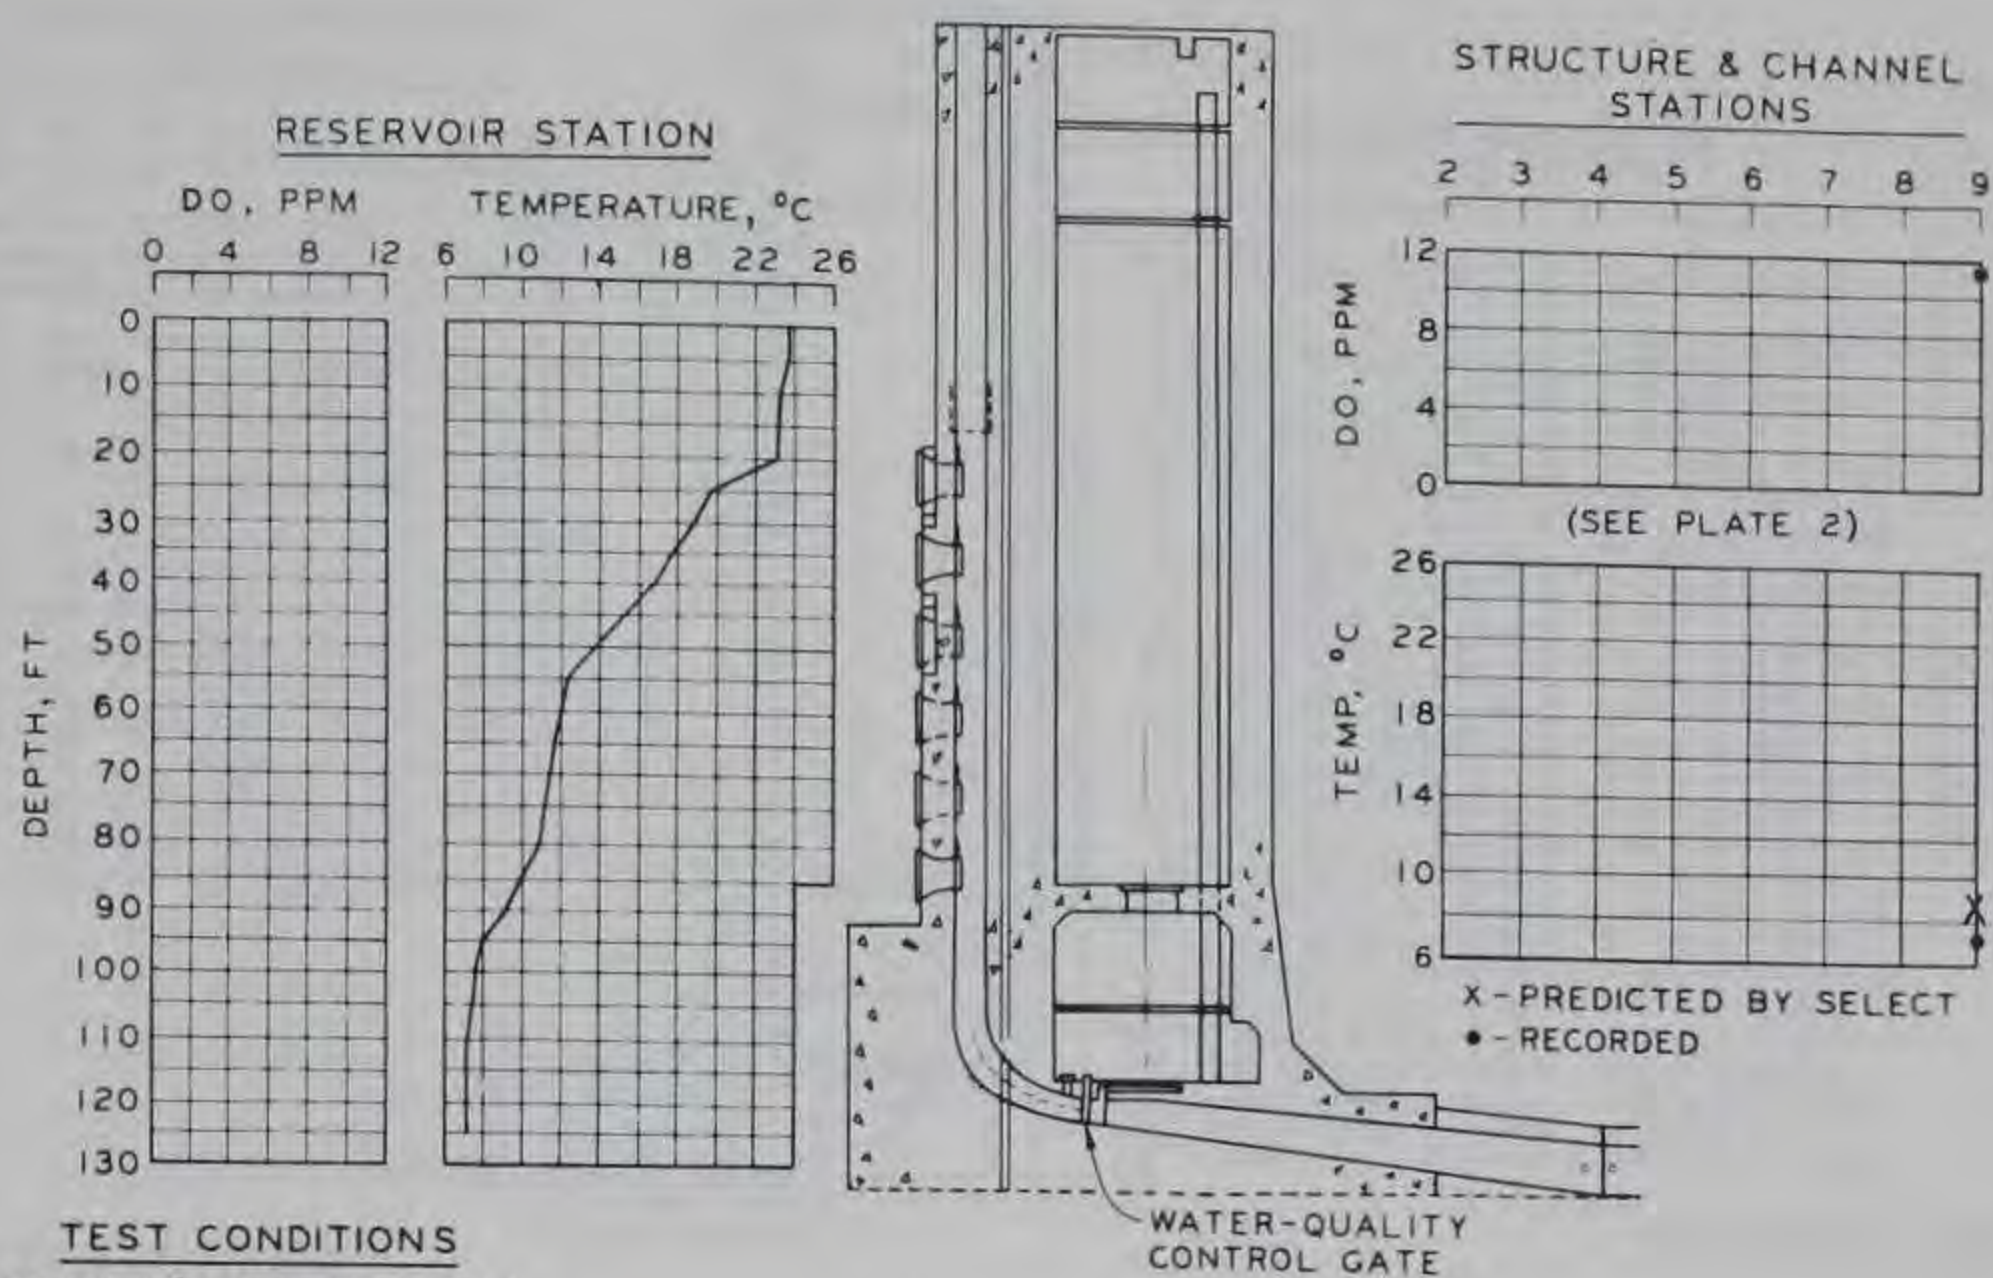 RESERVOIR STATION
DO, PPM
TEMPERATURE, °C
0 4 8 12
6 10 14 18 22 26
DEPTH, FT
0
10
20
30
40
50
60
70
80
90
100
110
120
130
TEST CONDITIONS
WATER-QUALITY
CONTROL GATE
STRUCTURE & CHANNEL
STATIONS
2 3 4 5 6 7 8 9
DO, PPM
12
8
4
0
(SEE PLATE 2)
TEMP, °C
26
22
18
14
10
6
X - PREDICTED BY SELECT
● - RECORDED